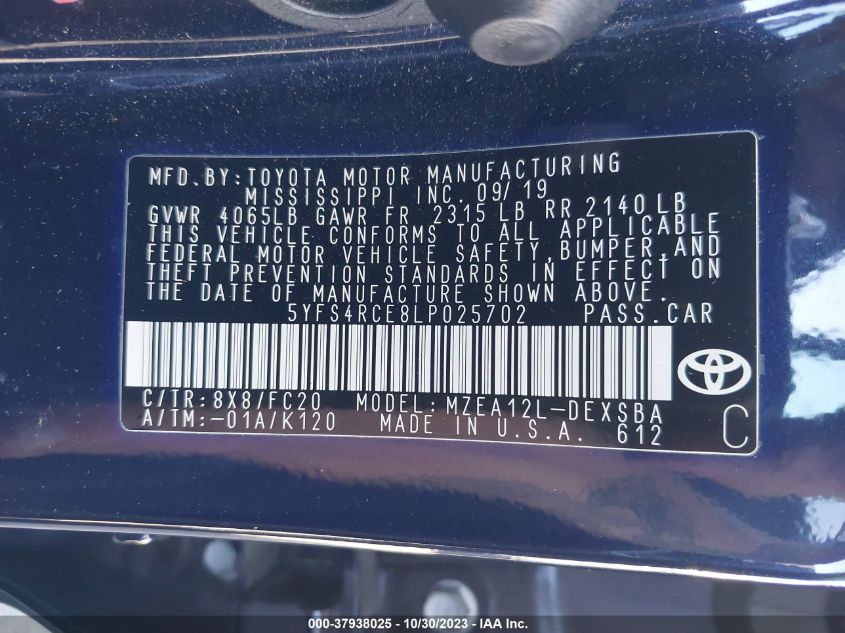 MFD.BY:TOYOTA MOTOR MANUFACTURING
MISSISSIPPI INC. 09/19
GVWR 4065LB GAWR FR 2315 LB RR 2140 LB
THIS VEHICLE CONFORMS TO ALL APPLICABLE
FEDERAL MOTOR VEHICLE SAFETY,BUMPER,AND
THEFT PREVENTION STANDARDS IN EFFECT ON
THE DATE OF MANUFACTURE SHOWN ABOVE.
5YFS4RCE8LP025702 PASS.CAR
C/TR:8X8/FC20 MODEL:MZEA12L-DEXSBA
A/TM:-01A/K120 MADE IN U.S.A. 612
C
000-37938025 - 10/30/2023 - IAA Inc.